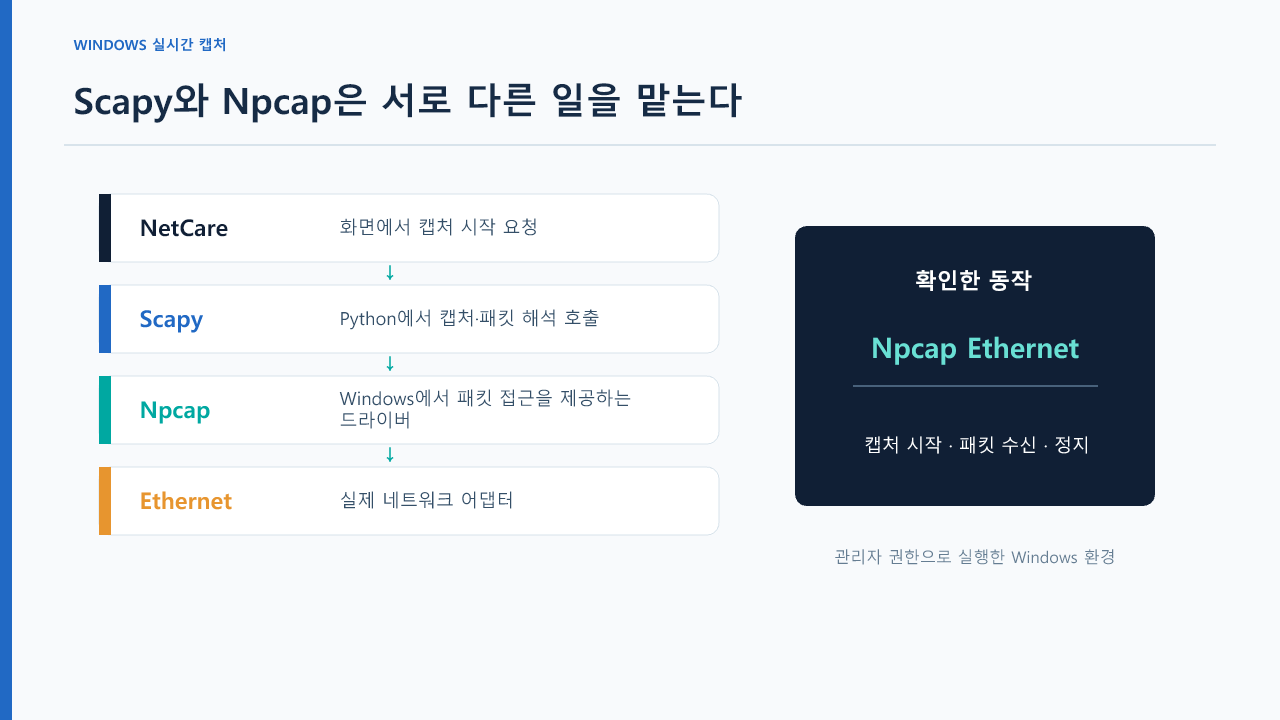 WINDOWS 실시간 캡처
Scapy와 Npcap은 서로 다른 일을 맡는다
NetCare
화면에서 캡처 시작 요청
↓
Scapy
Python에서 캡처·패킷 해석 호출
↓
Npcap
Windows에서 패킷 접근을 제공하는
드라이버
↓
Ethernet
실제 네트워크 어댑터
확인한 동작
Npcap Ethernet
캡처 시작 · 패킷 수신 · 정지
관리자 권한으로 실행한 Windows 환경